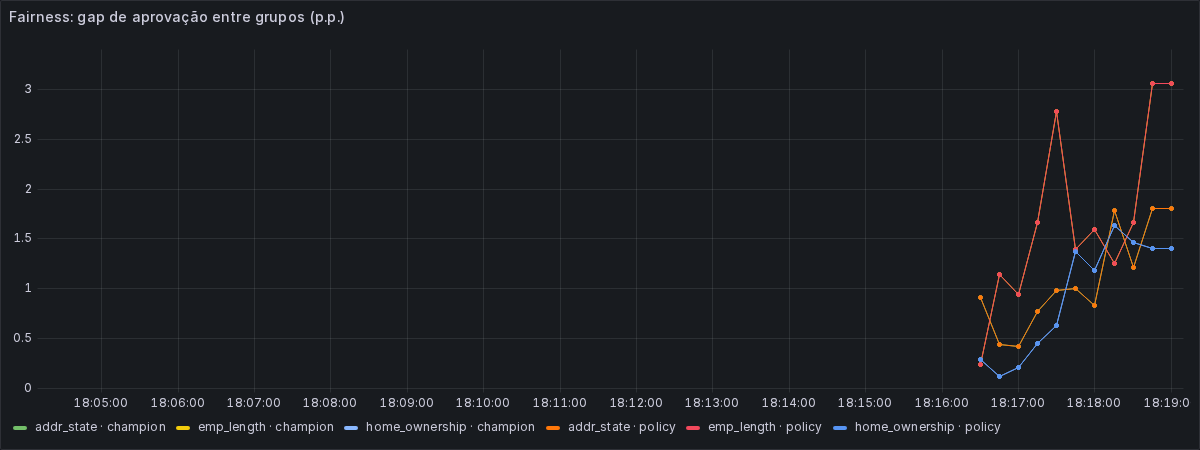 Fairness: gap de aprovação entre grupos (p.p.)
3
2.5
2
1.5
1
0.5
0
18:05:00 18:06:00 18:07:00 18:08:00 18:09:00 18:10:00 18:11:00 18:12:00 18:13:00 18:14:00 18:15:00 18:16:00 18:17:00 18:18:00 18:19:0
addr_state · champion emp_length · champion home_ownership · champion addr_state · policy emp_length · policy home_ownership · policy